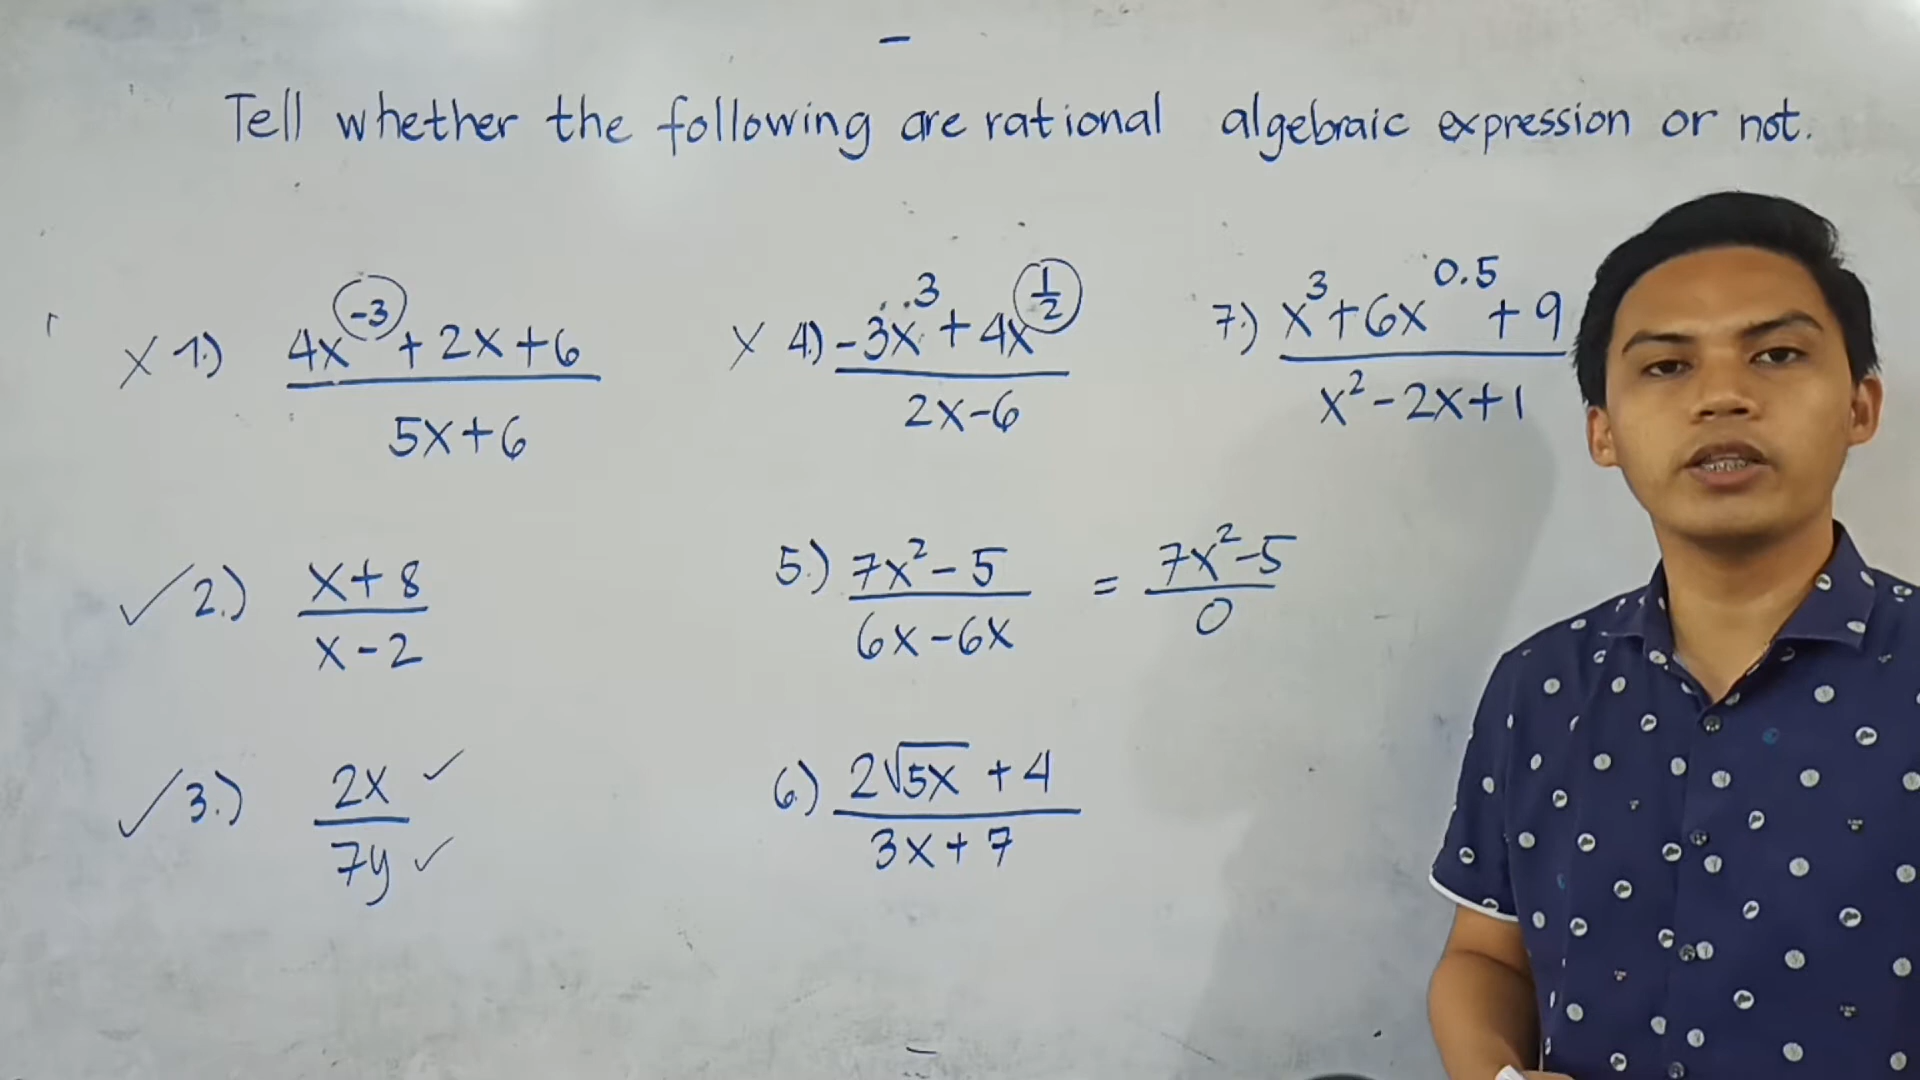 Tell whether the following are rational algebraic expression or not.
X 1.) (4x^-3 + 2x + 6)/(5x + 6)
✓ 2.) (x + 8)/(x - 2)
✓ 3.) 2x ✓/7y ✓
X 4.) (-3x^3 + 4x^(1/2))/(2x - 6)
5.) (7x^2 - 5)/(6x - 6x) = (7x^2 - 5)/0
6.) (2√(5x) + 4)/(3x + 7)
7.) (x^3 + 6x^0.5 + 9)/(x^2 - 2x + 1)